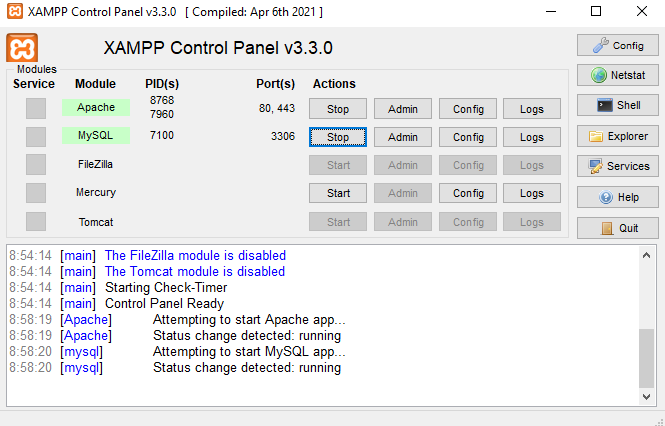 XAMPP Control Panel v3.3.0 [ Compiled: Apr 6th 2021 ]
XAMPP Control Panel v3.3.0
Config
Modules
Service Module PID(s) Port(s) Actions
Netstat
Apache 8768 7960 80, 443 Stop Admin Config Logs
Shell
MySQL 7100 3306 Stop Admin Config Logs
Explorer
FileZilla Start Admin Config Logs
Services
Mercury Start Admin Config Logs
Help
Tomcat Start Admin Config Logs
Quit
8:54:14 [main] The FileZilla module is disabled
8:54:14 [main] The Tomcat module is disabled
8:54:14 [main] Starting Check-Timer
8:54:14 [main] Control Panel Ready
8:58:19 [Apache] Attempting to start Apache app...
8:58:19 [Apache] Status change detected: running
8:58:20 [mysql] Attempting to start MySQL app...
8:58:20 [mysql] Status change detected: running